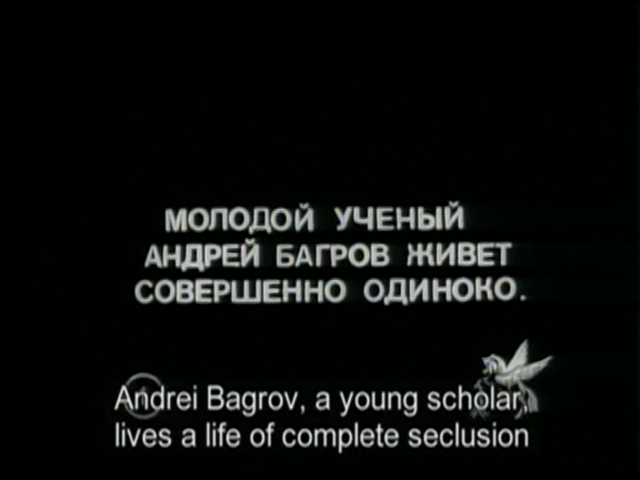 МОЛОДОЙ УЧЕНЫЙ
АНДРЕЙ БАГРОВ ЖИВЕТ
СОВЕРШЕННО ОДИНОКО.
Andrei Bagrov, a young scholar,
lives a life of complete seclusion